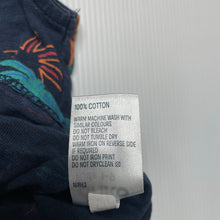 100% COTTON
WARM MACHINE WASH WITH
SIMILAR COLOURS
DO NOT BLEACH
DO NOT TUMBLE DRY
WARM IRON ON REVERSE SIDE
IF REQUIRED
DO NOT IRON PRINT
DO NOT DRYCLEAN